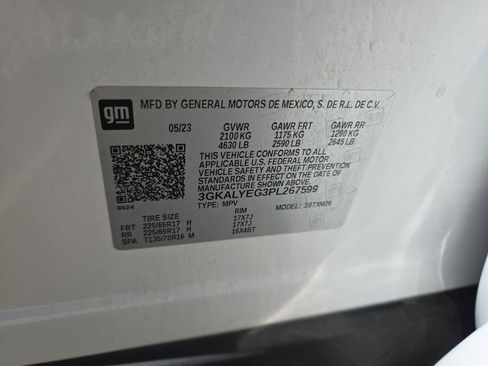 gm
MFD BY GENERAL MOTORS DE MEXICO, S. DE R.L. DE C.V.
05/23 GVWR GAWR FRT GAWR RR
2100 KG 1175 KG 1200 KG
4630 LB 2590 LB 2645 LB
THIS VEHICLE CONFORMS TO ALL
APPLICABLE U.S. FEDERAL MOTOR
VEHICLE SAFETY AND THEFT PREVENTION
STANDARDS IN EFFECT ON THE DATE OF
MANUFACTURE SHOWN ABOVE.
3GKALYEG3PL267599
TYPE: MPV MODEL:
TIRE SIZE RIM
FRT 225/65R17 H 17X7J
RR 225/65R17 H 17X7J
SPA T135/70R16 M 16X4BT